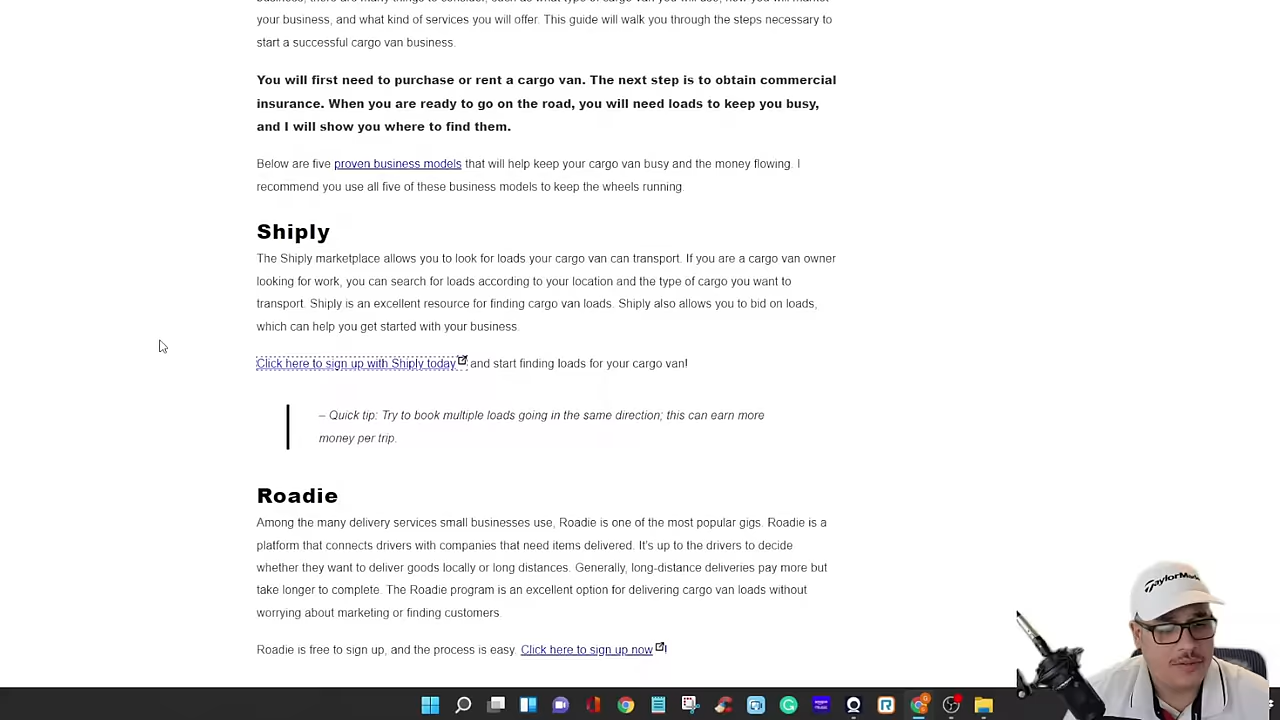 your business, and what kind of services you will offer. This guide will walk you through the steps necessary to
start a successful cargo van business.
You will first need to purchase or rent a cargo van. The next step is to obtain commercial
insurance. When you are ready to go on the road, you will need loads to keep you busy,
and I will show you where to find them.
Below are five proven business models that will help keep your cargo van busy and the money flowing. I
recommend you use all five of these business models to keep the wheels running.
Shiply
The Shiply marketplace allows you to look for loads your cargo van can transport. If you are a cargo van owner
looking for work, you can search for loads according to your location and the type of cargo you want to
transport. Shiply is an excellent resource for finding cargo van loads. Shiply also allows you to bid on loads,
which can help you get started with your business.
Click here to sign up with Shiply today and start finding loads for your cargo van!
– Quick tip: Try to book multiple loads going in the same direction; this can earn more
money per trip.
Roadie
Among the many delivery services small businesses use, Roadie is one of the most popular gigs. Roadie is a
platform that connects drivers with companies that need items delivered. It's up to the drivers to decide
whether they want to deliver goods locally or long distances. Generally, long-distance deliveries pay more but
take longer to complete. The Roadie program is an excellent option for delivering cargo van loads without
worrying about marketing or finding customers.
Roadie is free to sign up, and the process is easy. Click here to sign up now!
TaylorMade